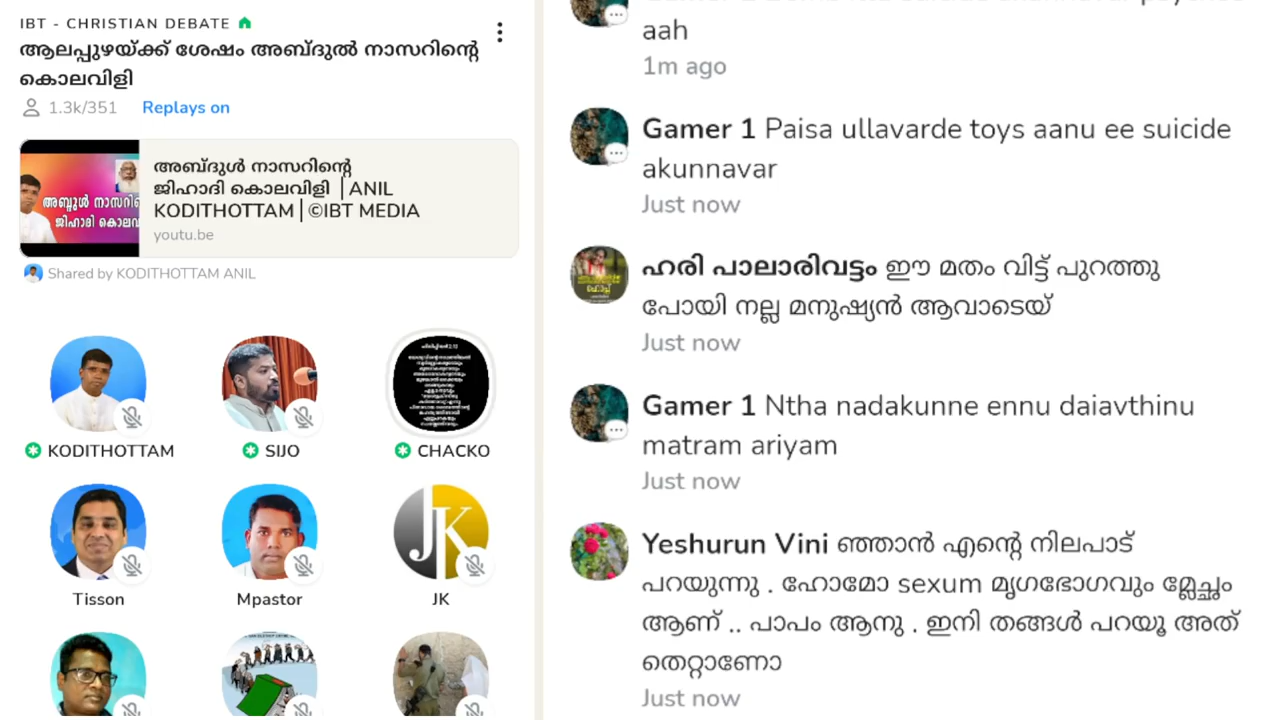 IBT - CHRISTIAN DEBATE
ആലപ്പുഴയ്ക്ക് ശേഷം അബ്ദുൽ നാസറിന്റെ
കൊലവിളി
1.3k/351 Replays on
അബ്ദുൾ നാസറിന്റെ
ജിഹാദി കൊലവിളി | ANIL
KODITHOTTAM | ©IBT MEDIA
youtu.be
Shared by KODITHOTTAM ANIL
KODITHOTTAM
SIJO
CHACKO
JK
Tisson
Mpastor
JK
aah
1m ago
Gamer 1 Paisa ullavarde toys aanu ee suicide
akunnavar
Just now
ഹരി പാലാരിവട്ടം ഈ മതം വിട്ട് പുറത്തു
പോയി നല്ല മനുഷ്യൻ ആവാടെയ്
Just now
Gamer 1 Ntha nadakunne ennu daiavthinu
matram ariyam
Just now
Yeshurun Vini ഞാൻ എന്റെ നിലപാട്
പറയുന്നു . ഹോമോ sexum മൃഗഭോഗവും മ്ലേച്ഛം
ആണ് .. പാപം ആനു . ഇനി തങ്ങൾ പറയൂ അത്
തെറ്റാണോ
Just now